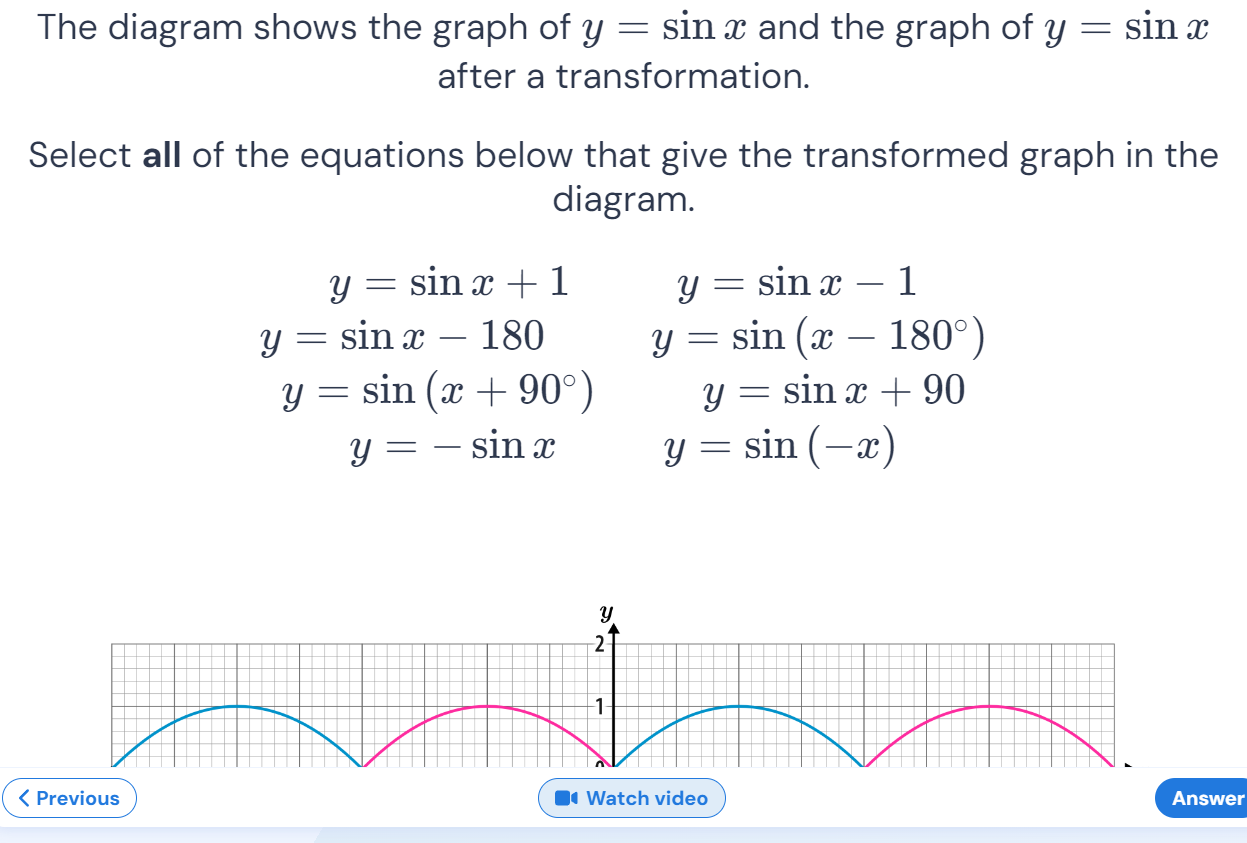 The diagram shows the graph of y = sin x and the graph of y = sin x
after a transformation.
Select all of the equations below that give the transformed graph in the
diagram.
y = sin x + 1 y = sin x − 1
y = sin x − 180 y = sin (x − 180°)
y = sin (x + 90°) y = sin x + 90
y = − sin x y = sin (−x)
y
2
1
0
Previous Watch video Answer